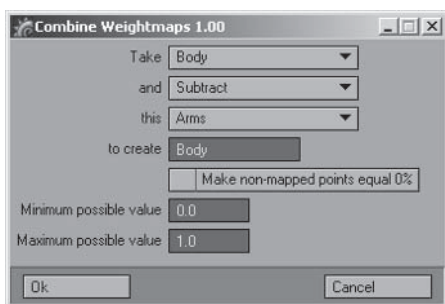 Combine Weightmaps 1.00
Take Body
and Subtract
this Arms
to create Body
Make non-mapped points equal 0%
Minimum possible value 0.0
Maximum possible value 1.0
Ok Cancel